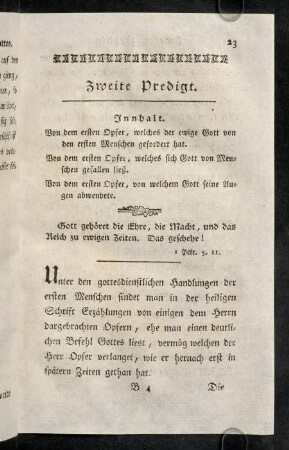 23
Zweite Predigt.
Innhalt.
Von dem ersten Opfer, welches der ewige Gott von
den ersten Menschen gefordert hat.
Von dem ersten Opfer, welches sich Gott von Men-
schen gefallen ließ.
Von dem ersten Opfer, von welchem Gott seine Au-
gen abwendete.
Gott gehöret die Ehre, die Macht, und das
Reich zu ewigen Zeiten. Das geschehe!
1 Petr. 5. 11.
Unter den gottesdienstlichen Handlungen der
ersten Menschen findet man in der heiligen
Schrift Erzählungen von einigen dem Herrn
dargebrachten Opfern, ehe man einen deutli-
chen Befehl Gottes liest, vermög welchen der
Herr Opfer verlanget, wie er hernach erst in
spätern Zeiten gethan hat.
B 4 Die